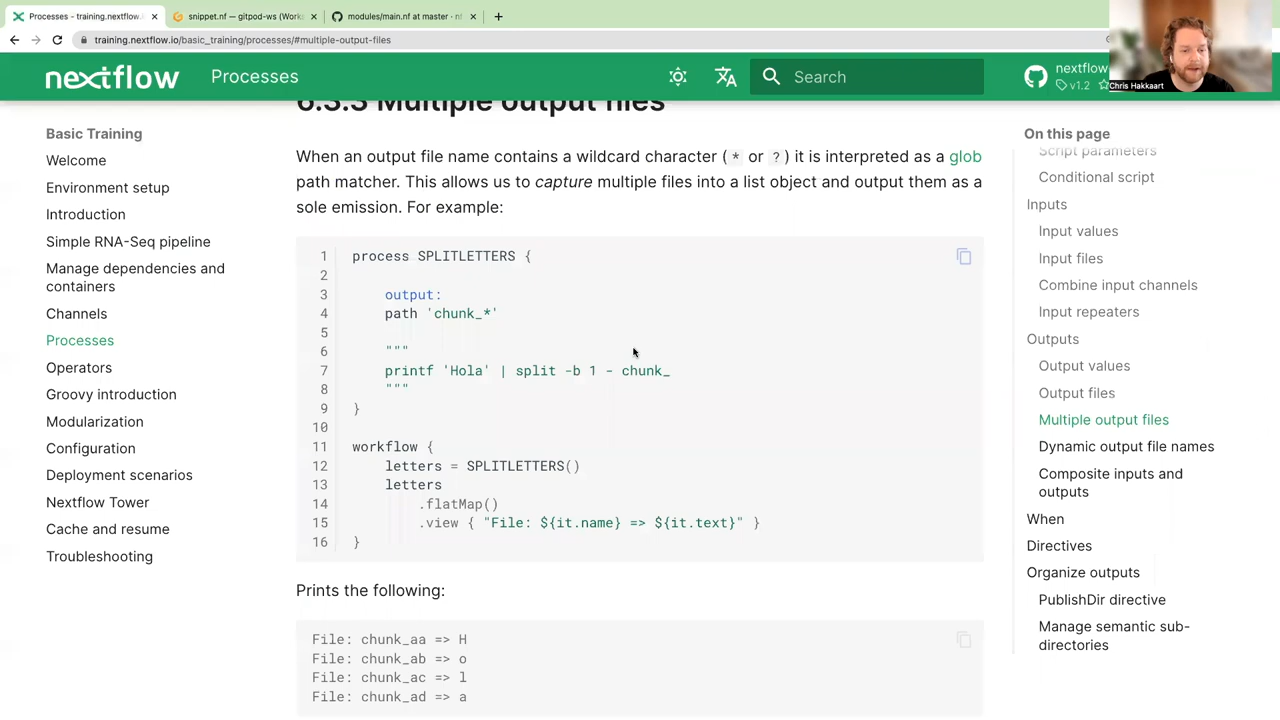 Processes - training.nextflow.
snippet.nf — gitpod-ws (Works
modules/main.nf at master · nf
training.nextflow.io/basic_training/processes/#multiple-output-files
nextflow
Processes
Search
nextflow
v1.2
Chris Hakkaart
Basic Training
Welcome
Environment setup
Introduction
Simple RNA-Seq pipeline
Manage dependencies and
containers
Channels
Processes
Operators
Groovy introduction
Modularization
Configuration
Deployment scenarios
Nextflow Tower
Cache and resume
Troubleshooting
6.3.3 Multiple output files
When an output file name contains a wildcard character ( * or ? ) it is interpreted as a glob
path matcher. This allows us to capture multiple files into a list object and output them as a
sole emission. For example:
1 process SPLITLETTERS {
2
3 output:
4 path 'chunk_*'
5
6 """
7 printf 'Hola' | split -b 1 - chunk_
8 """
9 }
10
11 workflow {
12 letters = SPLITLETTERS()
13 letters
14 .flatMap()
15 .view { "File: ${it.name} => ${it.text}" }
16 }
Prints the following:
File: chunk_aa => H
File: chunk_ab => o
File: chunk_ac => l
File: chunk_ad => a
On this page
Script parameters
Conditional script
Inputs
Input values
Input files
Combine input channels
Input repeaters
Outputs
Output values
Output files
Multiple output files
Dynamic output file names
Composite inputs and
outputs
When
Directives
Organize outputs
PublishDir directive
Manage semantic sub-
directories